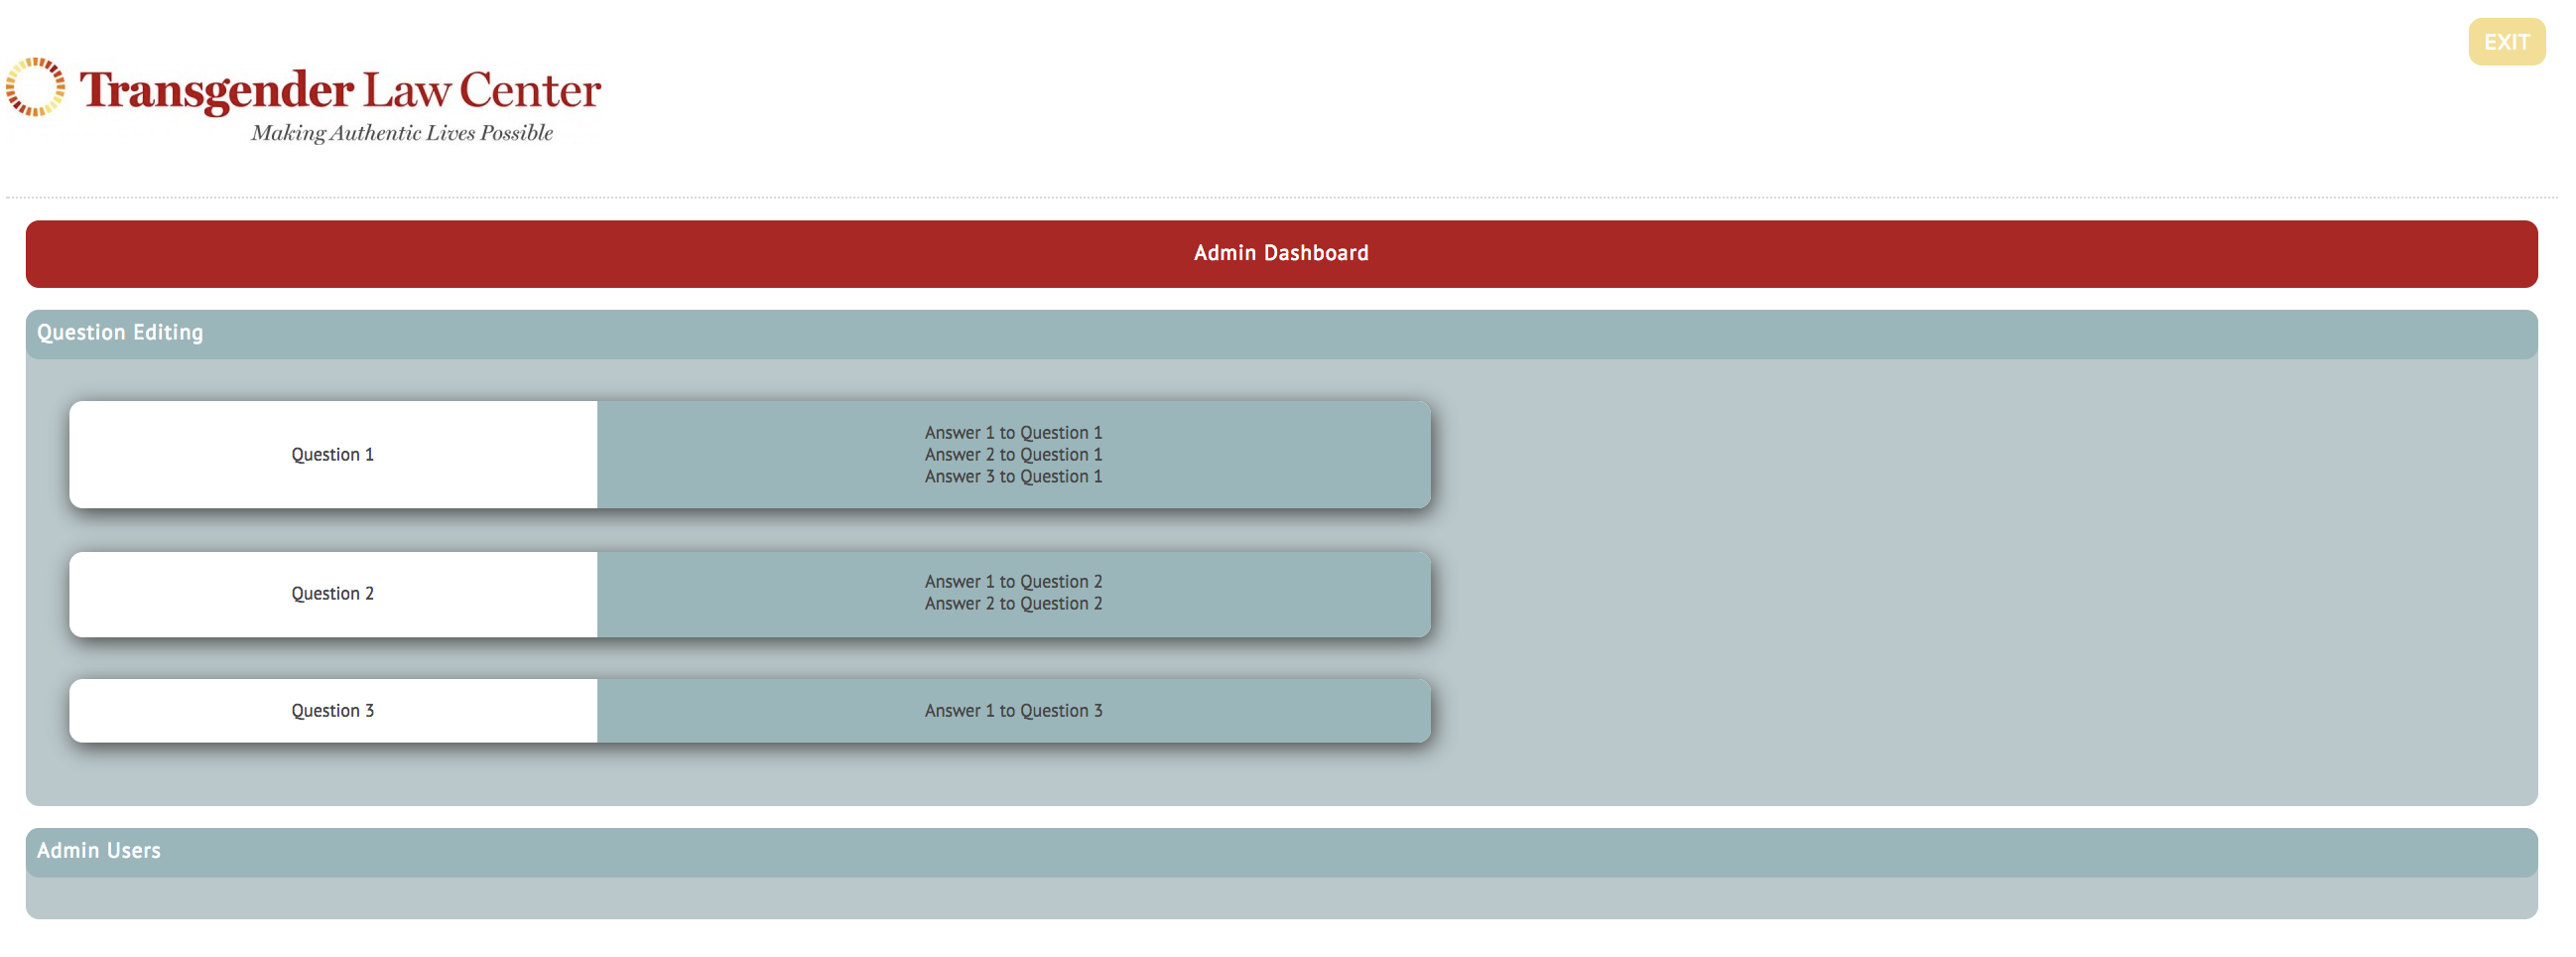 EXIT
Transgender Law Center
Making Authentic Lives Possible
Admin Dashboard
Question Editing
Question 1
Answer 1 to Question 1
Answer 2 to Question 1
Answer 3 to Question 1
Question 2
Answer 1 to Question 2
Answer 2 to Question 2
Question 3
Answer 1 to Question 3
Admin Users